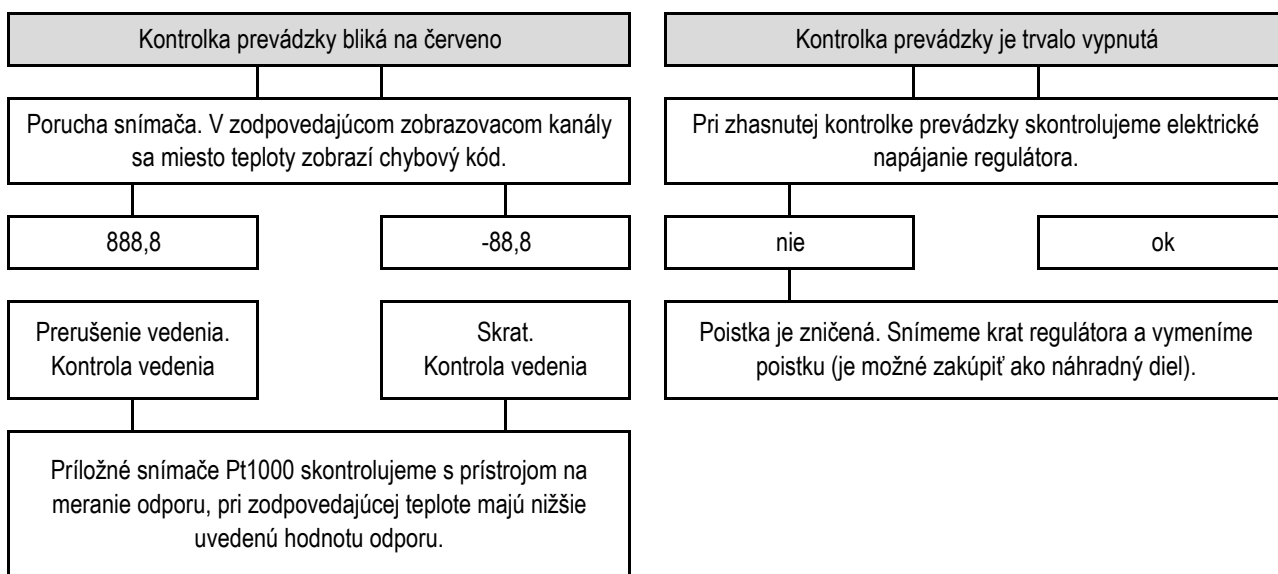 Kontrolka prevádzky bliká na červeno
Porucha snímača. V zodpovedajúcom zobrazovacom kanály
sa miesto teploty zobrazí chybový kód.
888,8
-88,8
Prerušenie vedenia.
Kontrola vedenia
Skrat.
Kontrola vedenia
Príložné snímače Pt1000 skontrolujeme s prístrojom na
meranie odporu, pri zodpovedajúcej teplote majú nižšie
uvedenú hodnotu odporu.
Kontrolka prevádzky je trvalo vypnutá
Pri zhasnutej kontrolke prevádzky skontrolujeme elektrické
napájanie regulátora.
nie
ok
Poistka je zničená. Snímeme krat regulátora a vymeníme
poistku (je možné zakúpiť ako náhradný diel).